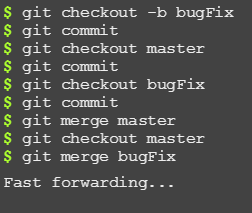 $ git checkout -b bugFix
$ git commit
$ git checkout master
$ git commit
$ git checkout bugFix
$ git commit
$ git merge master
$ git checkout master
$ git merge bugFix
Fast forwarding...